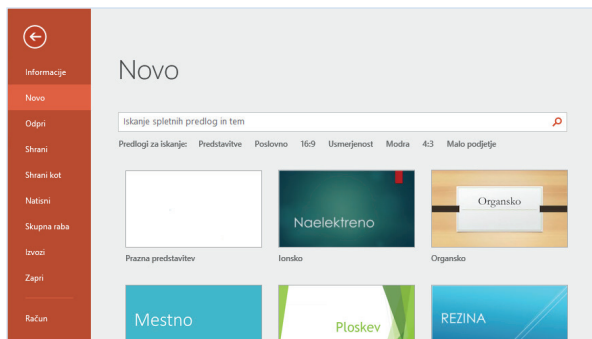 Informacije
Novo
Odpri
Shrani
Shrani kot
Natisni
Skupna raba
Izvozi
Zapri
Račun
Novo
Iskanje spletnih predlog in tem
Predlogi za iskanje: Predstavitve Poslovno 16:9 Usmerjenost Modra 4:3 Malo podjetje
Naelektreno
Organsko
Prazna predstavitev Ionsko Organsko
Mestno
Ploskev
REZINA